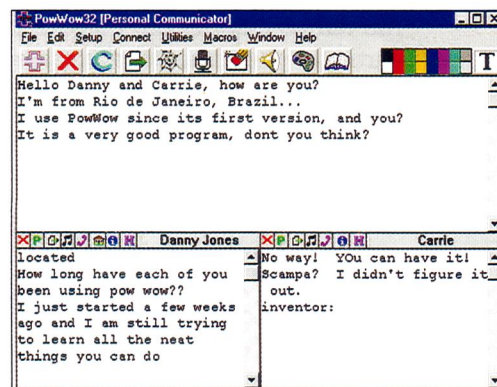 PowWow32 [Personal Communicator]
File Edit Setup Connect Utilities Macros Window Help
T
Hello Danny and Carrie, how are you?
I'm from Rio de Janeiro, Brazil...
I use PowWow since its first version, and you?
It is a very good program, dont you think?
P H Danny Jones
located
How long have each of you
been using pow wow??
I just started a few weeks
ago and I am still trying
to learn all the neat
things you can do
P H Carrie
No way! YOu can have it!
Scampa? I didn't figure it
out.
inventor: